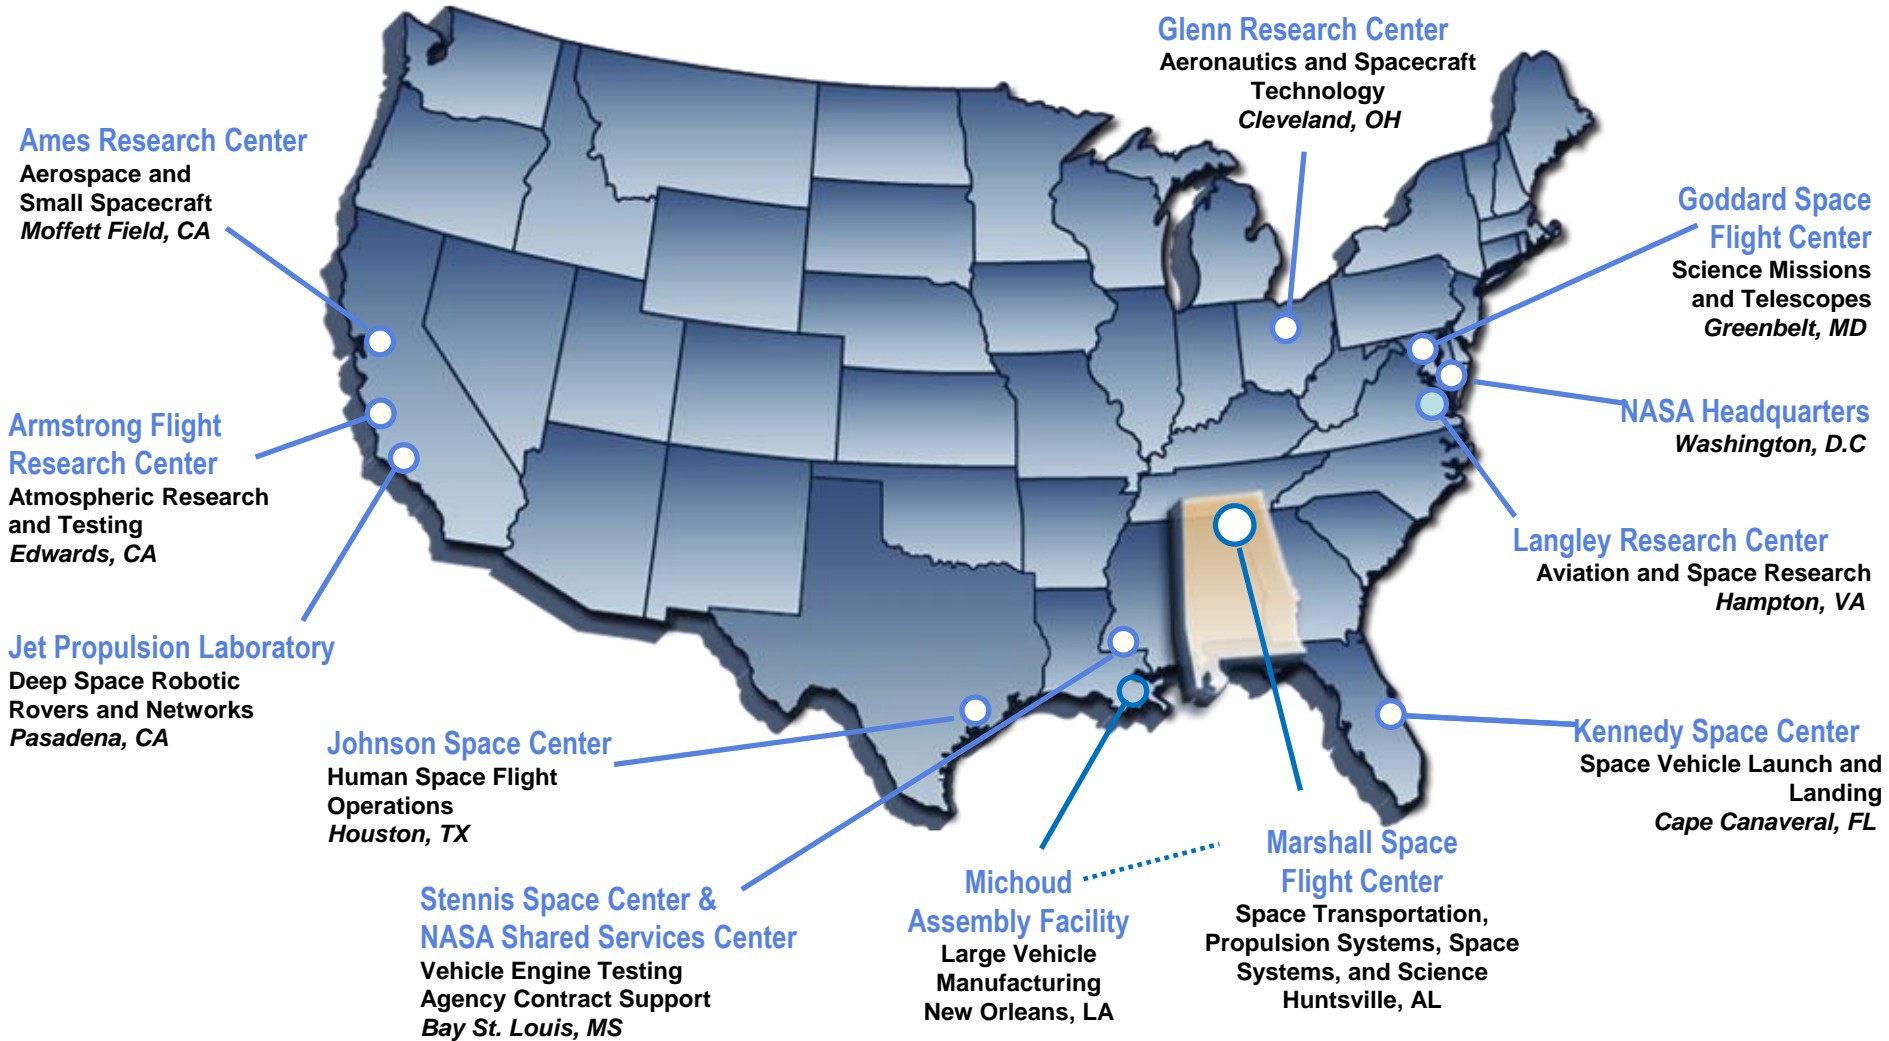 Glenn Research Center
Aeronautics and Spacecraft
Technology
Cleveland, OH
Ames Research Center
Aerospace and
Small Spacecraft
Moffett Field, CA
Goddard Space
Flight Center
Science Missions
and Telescopes
Greenbelt, MD
NASA Headquarters
Washington, D.C
Armstrong Flight
Research Center
Atmospheric Research
and Testing
Edwards, CA
Langley Research Center
Aviation and Space Research
Hampton, VA
Jet Propulsion Laboratory
Deep Space Robotic
Rovers and Networks
Pasadena, CA
Johnson Space Center
Human Space Flight
Operations
Houston, TX
Kennedy Space Center
Space Vehicle Launch and
Landing
Cape Canaveral, FL
Stennis Space Center &
NASA Shared Services Center
Vehicle Engine Testing
Agency Contract Support
Bay St. Louis, MS
Michoud
Assembly Facility
Large Vehicle
Manufacturing
New Orleans, LA
Marshall Space
Flight Center
Space Transportation,
Propulsion Systems, Space
Systems, and Science
Huntsville, AL